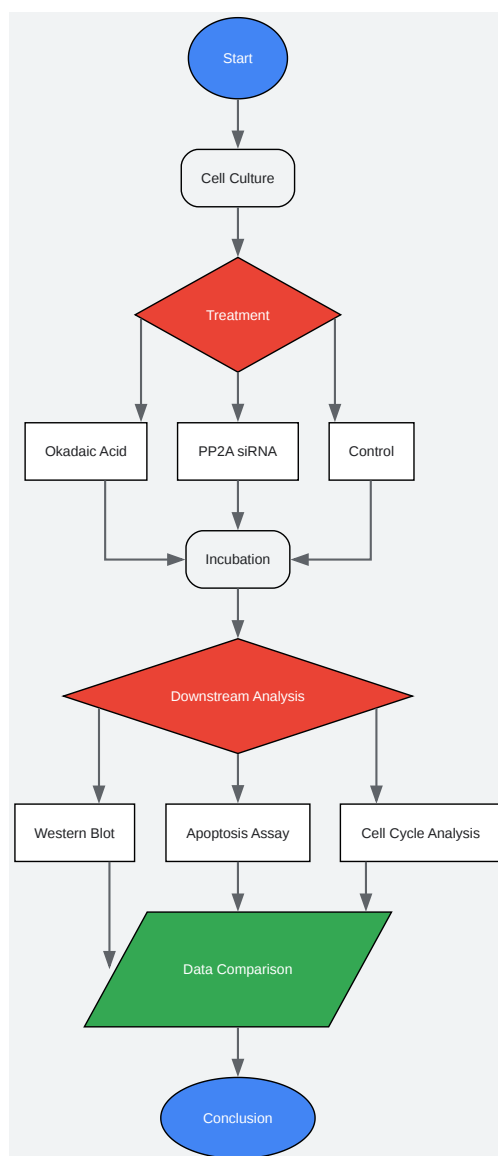 Start
Cell Culture
Treatment
Okadaic Acid
PP2A siRNA
Control
Incubation
Downstream Analysis
Western Blot
Apoptosis Assay
Cell Cycle Analysis
Data Comparison
Conclusion